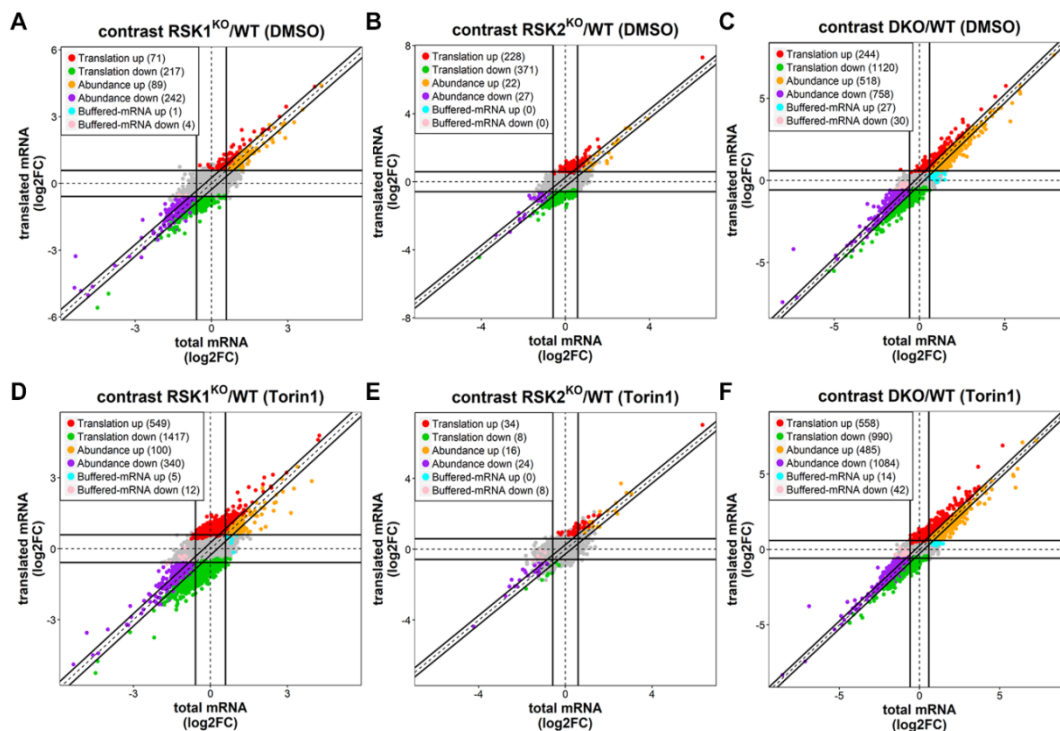 A
contrast RSK1KO/WT (DMSO)
6
3
0
-3
-6
translated mRNA
(log2FC)
Translation up (71)
Translation down (217)
Abundance up (89)
Abundance down (242)
Buffered-mRNA up (1)
Buffered-mRNA down (4)
-3
0
3
total mRNA
(log2FC)
B
contrast RSK2KO/WT (DMSO)
8
4
0
-4
-8
translated mRNA
(log2FC)
Translation up (228)
Translation down (371)
Abundance up (22)
Abundance down (27)
Buffered-mRNA up (0)
Buffered-mRNA down (0)
-4
0
4
total mRNA
(log2FC)
C
contrast DKO/WT (DMSO)
5
0
-5
translated mRNA
(log2FC)
Translation up (244)
Translation down (1120)
Abundance up (518)
Abundance down (758)
Buffered-mRNA up (27)
Buffered-mRNA down (30)
-5
0
5
total mRNA
(log2FC)
D
contrast RSK1KO/WT (Torin1)
3
0
-3
translated mRNA
(log2FC)
Translation up (549)
Translation down (1417)
Abundance up (100)
Abundance down (340)
Buffered-mRNA up (5)
Buffered-mRNA down (12)
-3
0
3
total mRNA
(log2FC)
E
contrast RSK2KO/WT (Torin1)
4
0
-4
translated mRNA
(log2FC)
Translation up (34)
Translation down (8)
Abundance up (16)
Abundance down (24)
Buffered-mRNA up (0)
Buffered-mRNA down (8)
-4
0
4
total mRNA
(log2FC)
F
contrast DKO/WT (Torin1)
5
0
-5
translated mRNA
(log2FC)
Translation up (558)
Translation down (990)
Abundance up (485)
Abundance down (1084)
Buffered-mRNA up (14)
Buffered-mRNA down (42)
-5
0
5
total mRNA
(log2FC)